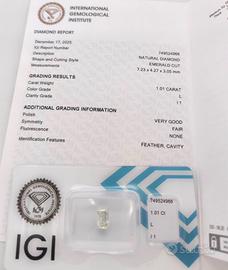 INTERNATIONAL
GEMOLOGICAL
INSTITUTE
DIAMOND REPORT
December 17, 2025
IGI Report Number 749524966
Description NATURAL DIAMOND
Shape and Cutting Style EMERALD CUT
Measurements 7.23 x 4.27 x 3.05 mm
GRADING RESULTS
Carat Weight 1.01 CARAT
Color Grade L
Clarity Grade I 1
ADDITIONAL GRADING INFORMATION
Polish VERY GOOD
Symmetry FAIR
Fluorescence NONE
Identification Features FEATHER, CAVITY
IGI
749524966
1.01 Ct
L
I 1
subito